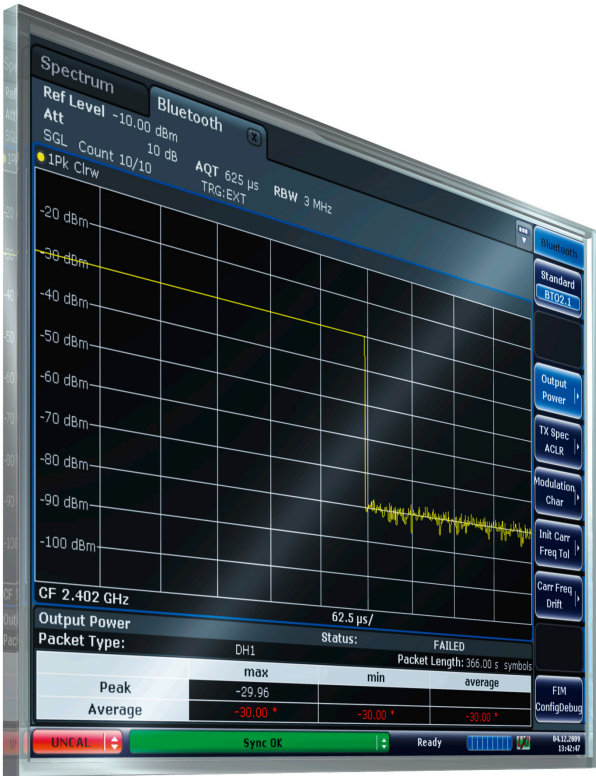 Spectrum
Bluetooth
X
Ref Level -10.00 dBm
Att 10 dB AQT 625 µs RBW 3 MHz
SGL Count 10/10 TRG:EXT
1Pk Clrw
-20 dBm
-30 dBm
-40 dBm
-50 dBm
-60 dBm
-70 dBm
-80 dBm
-90 dBm
-100 dBm
CF 2.402 GHz 62.5 µs/
Bluetooth
Standard
BTO2.1
Output
Power
TX Spec
ACLR
Modulation
Char
Init Carr
Freq Tol
Carr Freq
Drift
FIM
ConfigDebug
Output Power Status: FAILED
Packet Type: DH1 Packet Length: 366.00 s symbols
max min average
Peak -29.96
Average -30.00 * -30.00 * -30.00 *
UNCAL Sync OK Ready 04.12.2009
13:42:47